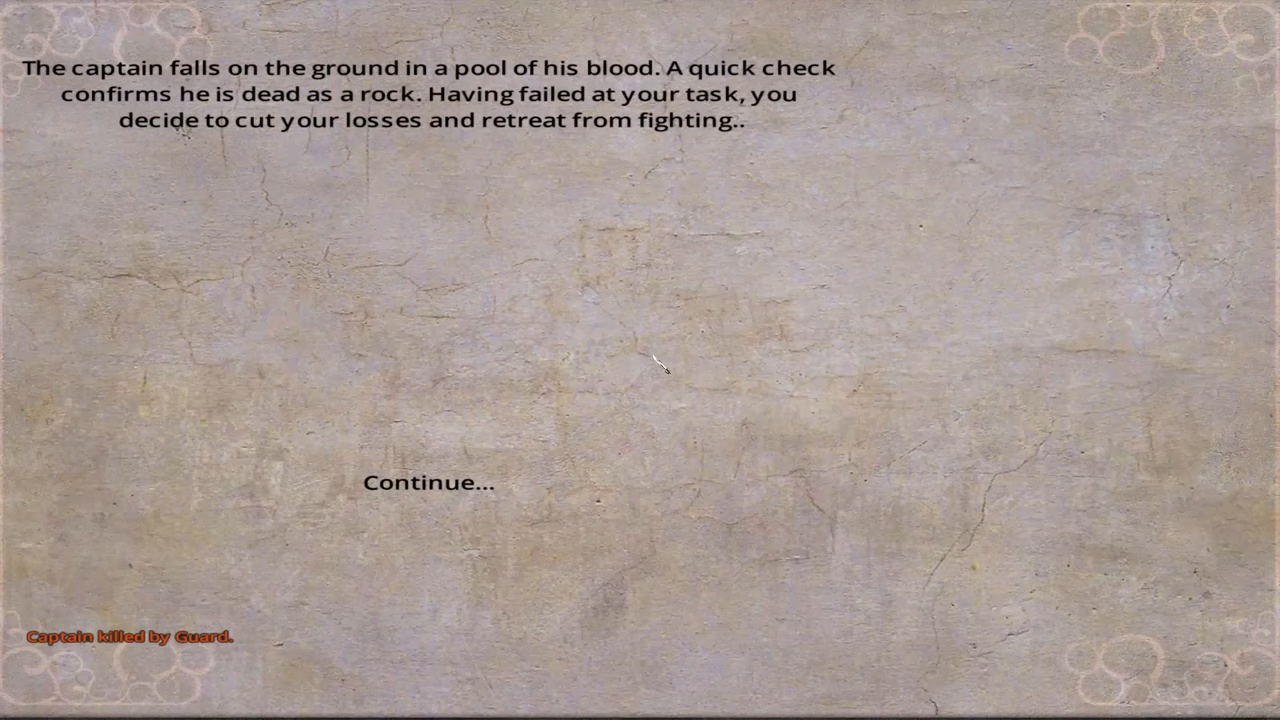 The captain falls on the ground in a pool of his blood. A quick check
confirms he is dead as a rock. Having failed at your task, you
decide to cut your losses and retreat from fighting..
Continue...
Captain killed by Guard.